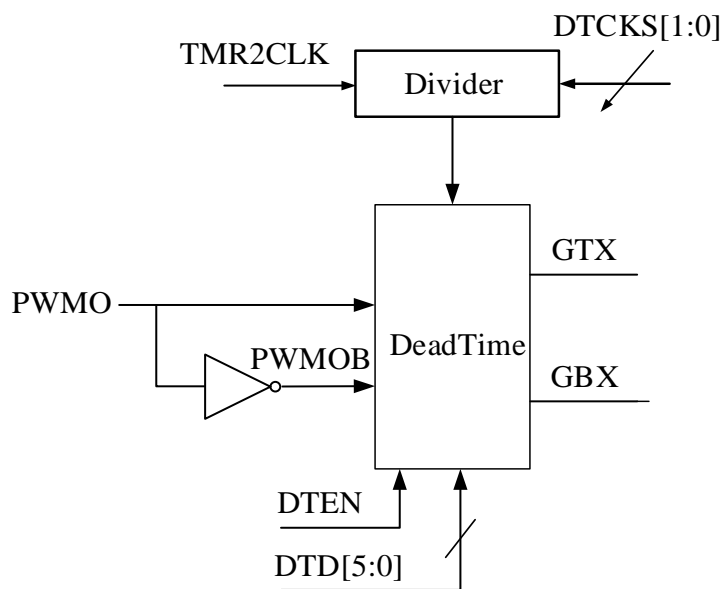 DTCKS[1:0]
TMR2CLK
Divider
GTX
PWMO
DeadTime
PWMOB
GBX
DTEN
DTD[5:0]